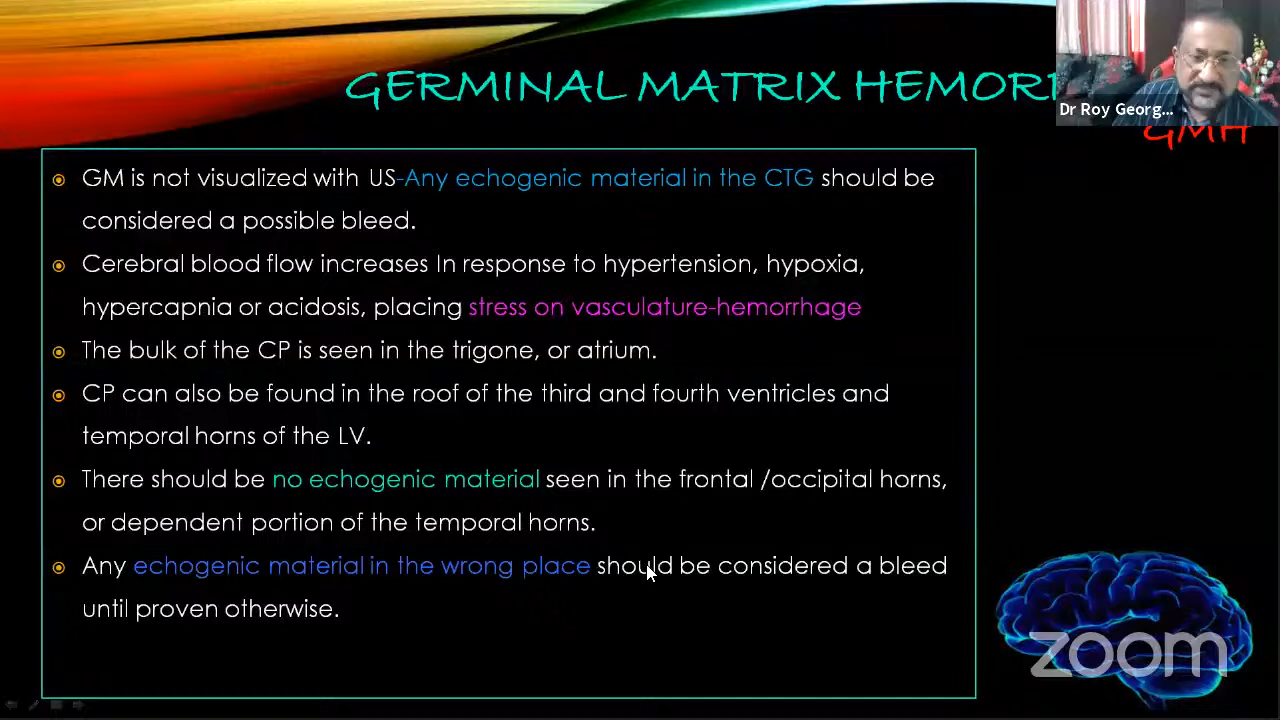 GERMINAL MATRIX HEMOR
Dr Roy Georg...
GMH
GM is not visualized with US-Any echogenic material in the CTG should be
considered a possible bleed.
Cerebral blood flow increases In response to hypertension, hypoxia,
hypercapnia or acidosis, placing stress on vasculature-hemorrhage
The bulk of the CP is seen in the trigone, or atrium.
CP can also be found in the roof of the third and fourth ventricles and
temporal horns of the LV.
There should be no echogenic material seen in the frontal /occipital horns,
or dependent portion of the temporal horns.
Any echogenic material in the wrong place should be considered a bleed
until proven otherwise.
zoom